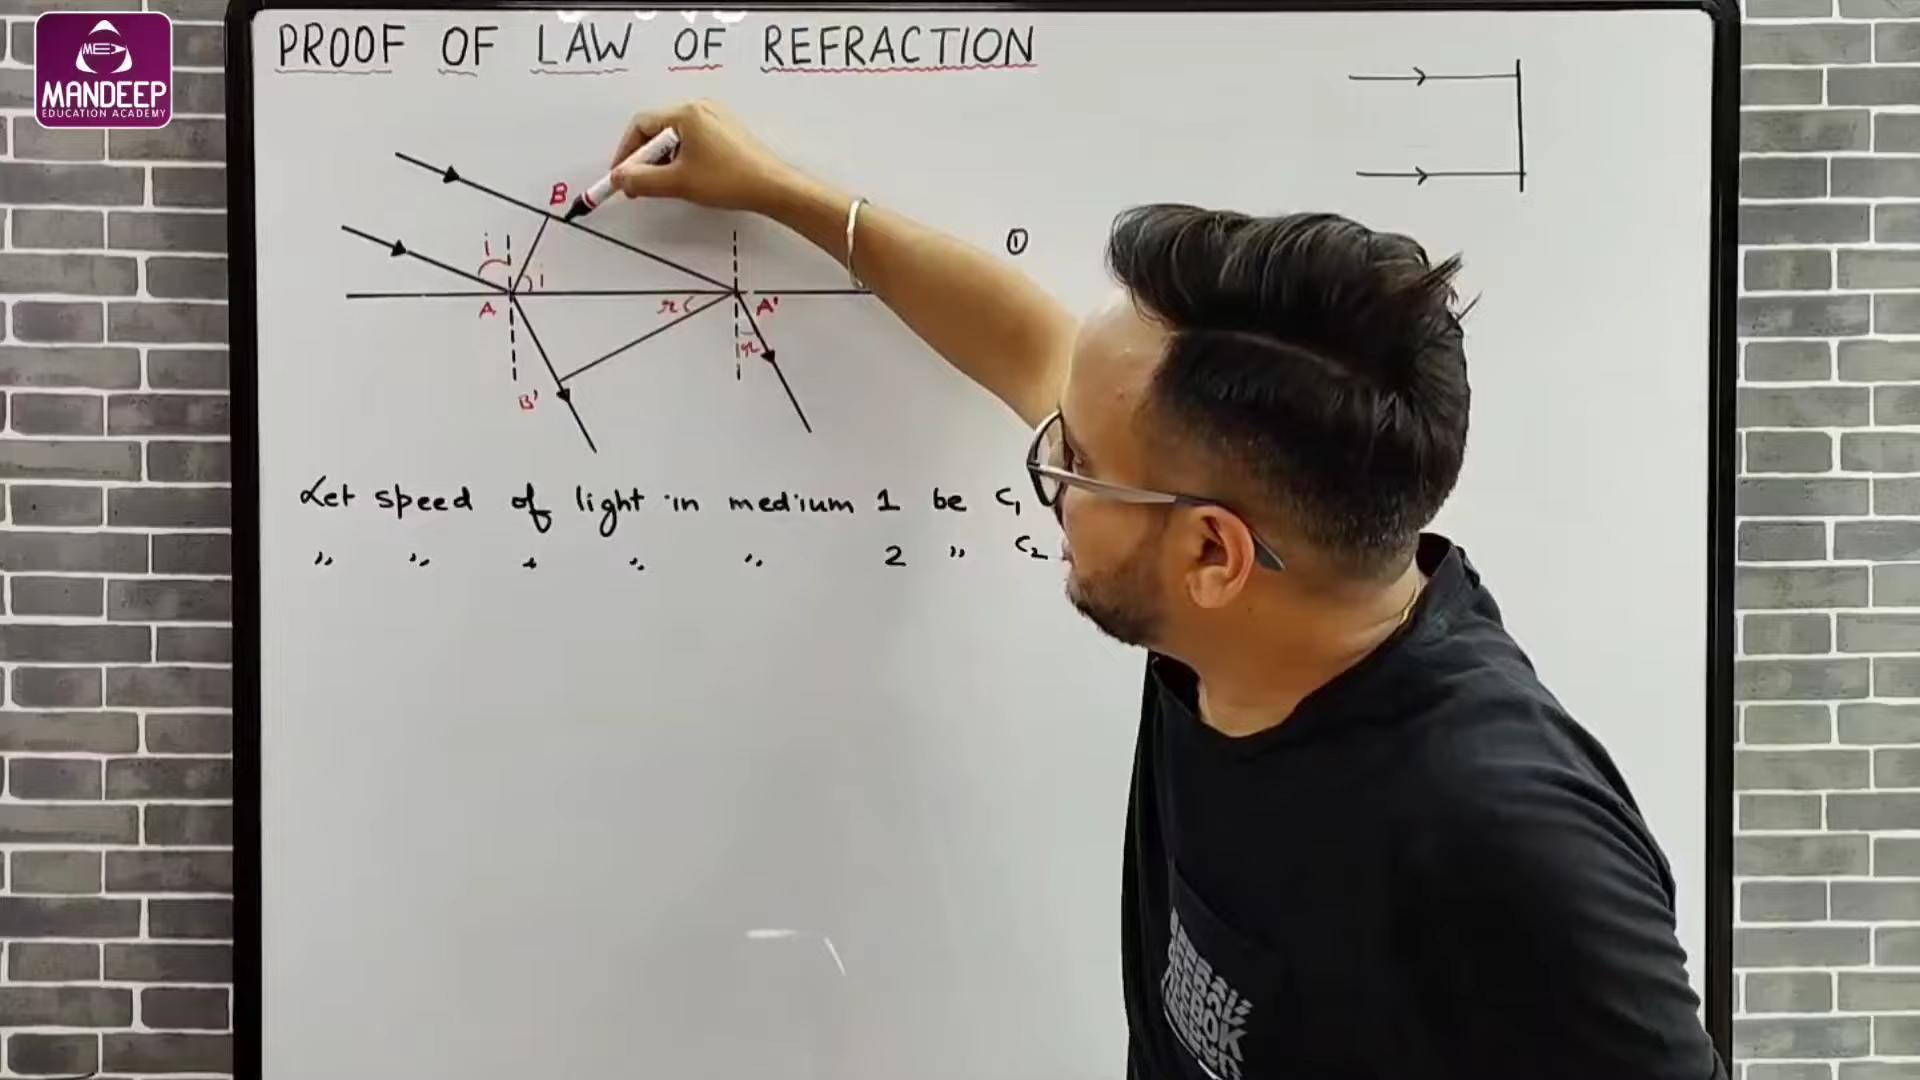 MEA
MANDEEP
EDUCATION ACADEMY
PROOF OF LAW OF REFRACTION
B
i
i
①
A
r
A'
r
B'
Let speed of light in medium 1 be C₁
,, ,, ,, ,, ,, 2 ,, C₂